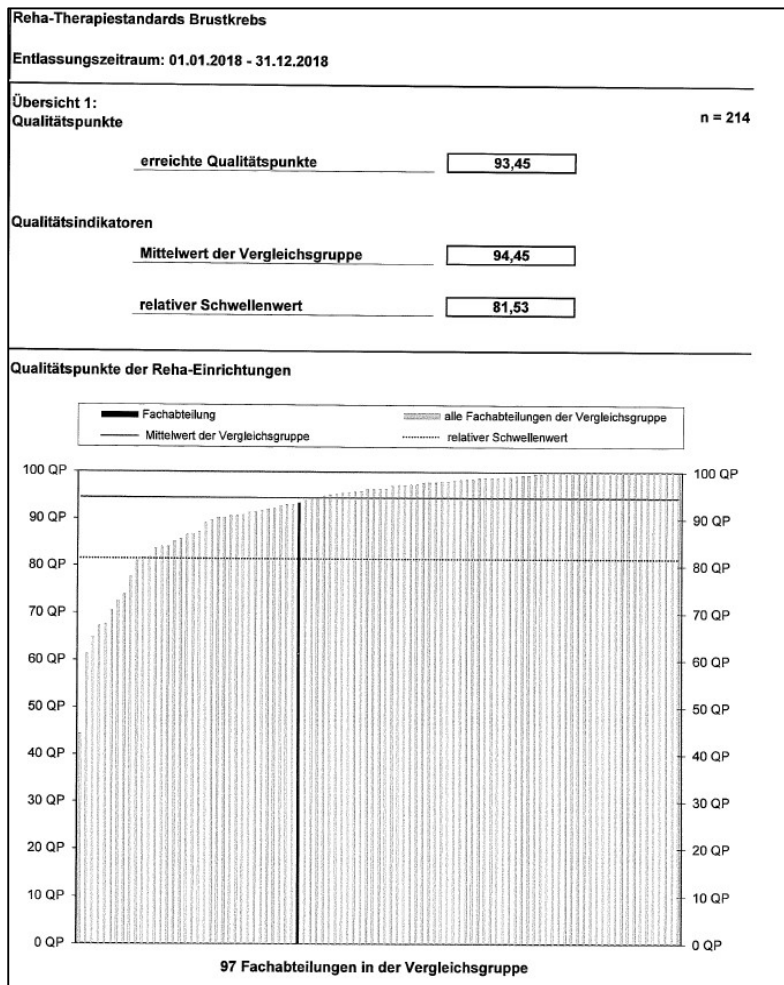 Reha-Therapiestandards Brustkrebs
Entlassungszeitraum: 01.01.2018 - 31.12.2018
Übersicht 1:
Qualitätspunkte
n = 214
erreichte Qualitätspunkte 93,45
Qualitätsindikatoren
Mittelwert der Vergleichsgruppe 94,45
relativer Schwellenwert 81,53
Qualitätspunkte der Reha-Einrichtungen
Fachabteilung alle Fachabteilungen der Vergleichsgruppe
Mittelwert der Vergleichsgruppe relativer Schwellenwert
100 QP 100 QP
90 QP 90 QP
80 QP 80 QP
70 QP 70 QP
60 QP 60 QP
50 QP 50 QP
40 QP 40 QP
30 QP 30 QP
20 QP 20 QP
10 QP 10 QP
0 QP 0 QP
97 Fachabteilungen in der Vergleichsgruppe